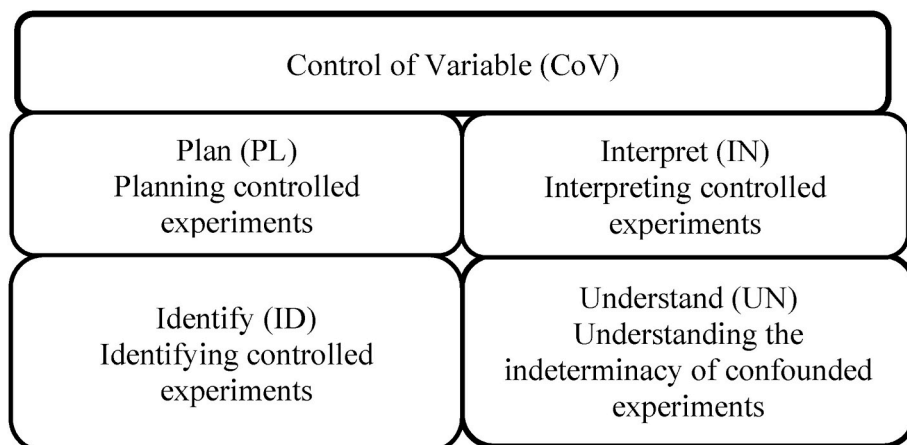 Control of Variable (CoV)
Plan (PL)
Planning controlled
experiments
Interpret (IN)
Interpreting controlled
experiments
Identify (ID)
Identifying controlled
experiments
Understand (UN)
Understanding the
indeterminacy of confounded
experiments